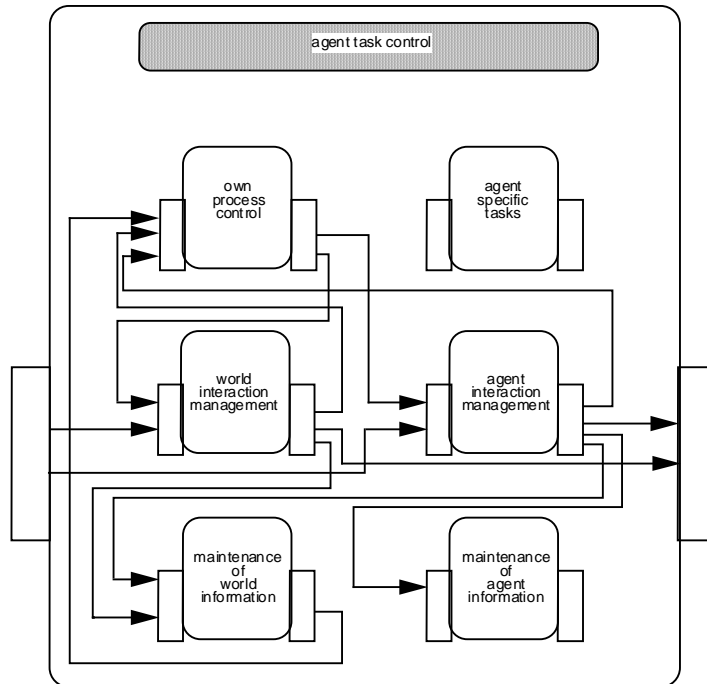 agent task control
own
process
control
agent
specific
tasks
world
interaction
management
agent
interaction
management
maintenance
of
world
information
maintenance
of
agent
information